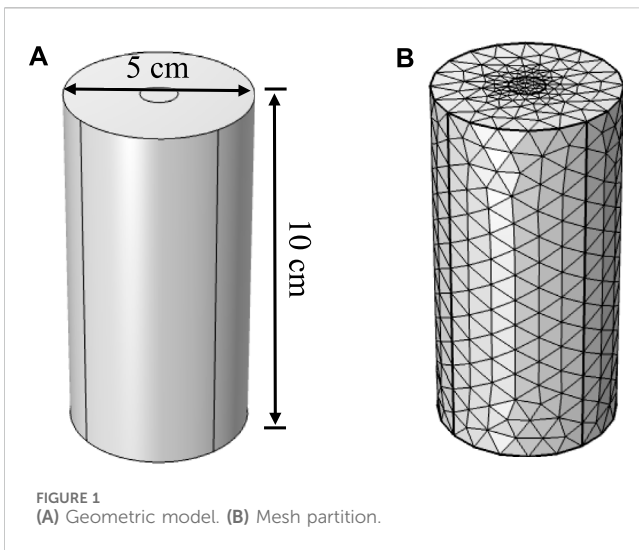 A
5 cm
10 cm
B
FIGURE 1
(A) Geometric model. (B) Mesh partition.